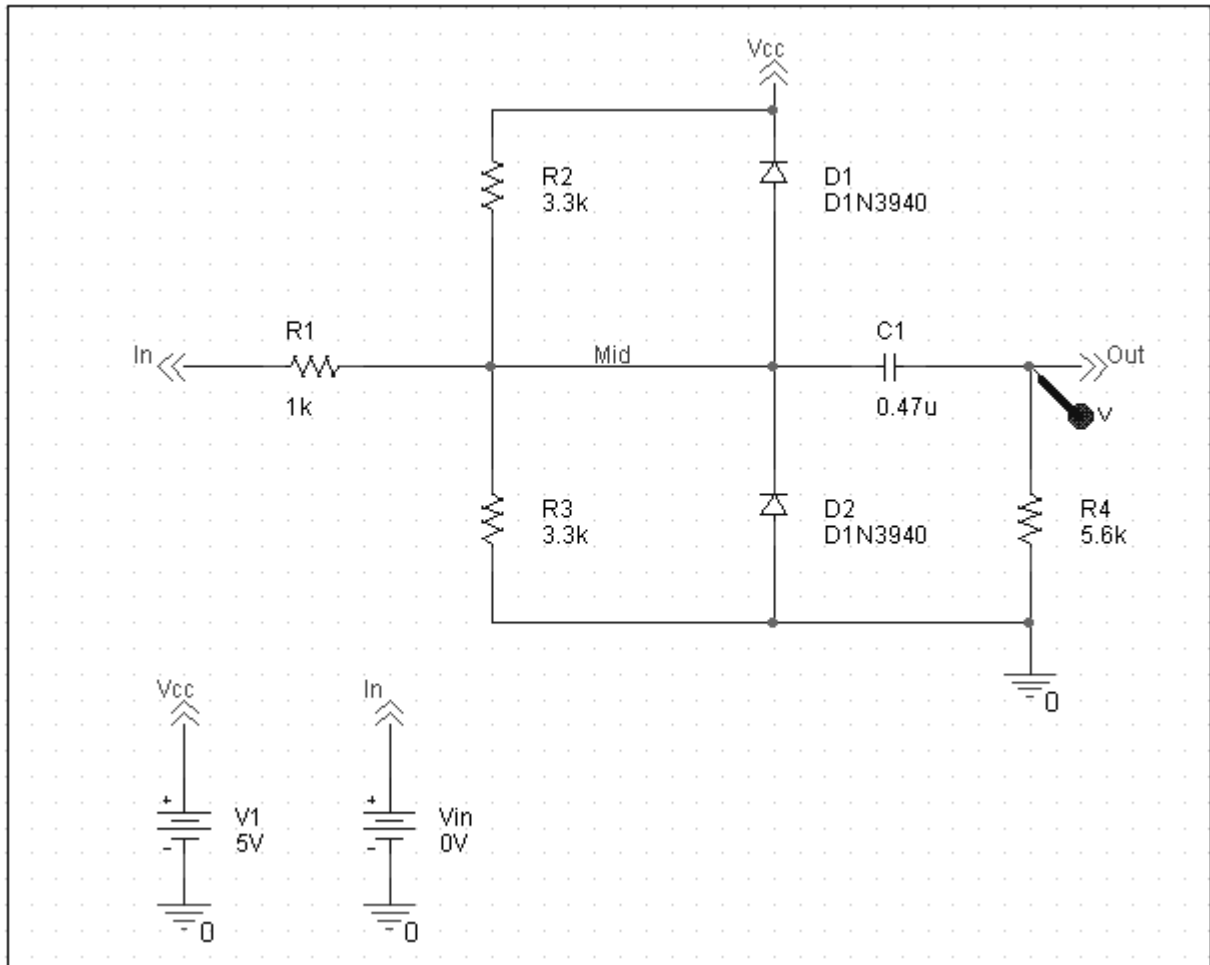 Vcc
R2
3.3k
D1
D1N3940
R1
1k
In
Mid
C1
0.47u
Out
V
R3
3.3k
D2
D1N3940
R4
5.6k
0
Vcc
In
+
-
V1
5V
+
-
Vin
0V
0
0